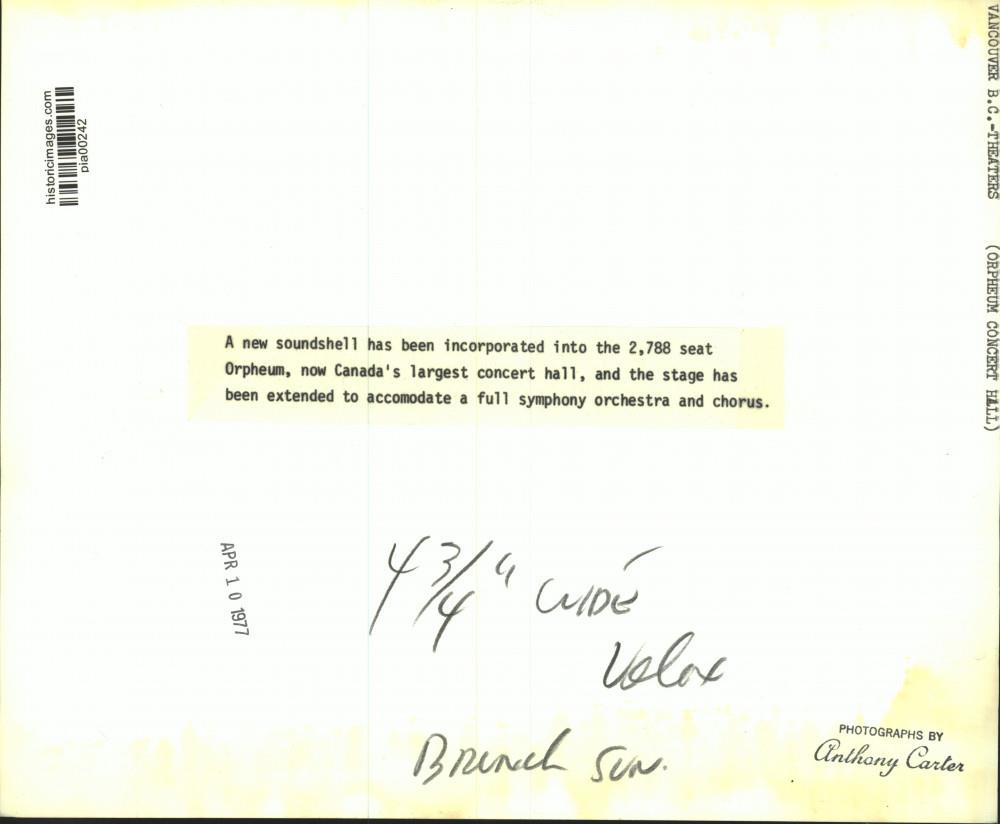 historicimages.com
pia00242
VANCOUVER B.C.-THEATERS (ORPHEUM CONCERT HALL)
A new soundshell has been incorporated into the 2,788 seat
Orpheum, now Canada's largest concert hall, and the stage has
been extended to accomodate a full symphony orchestra and chorus.
APR 10 1977
4 3/4" WIDE
Velox
Brunch Sun.
PHOTOGRAPHS BY
Anthony Carter